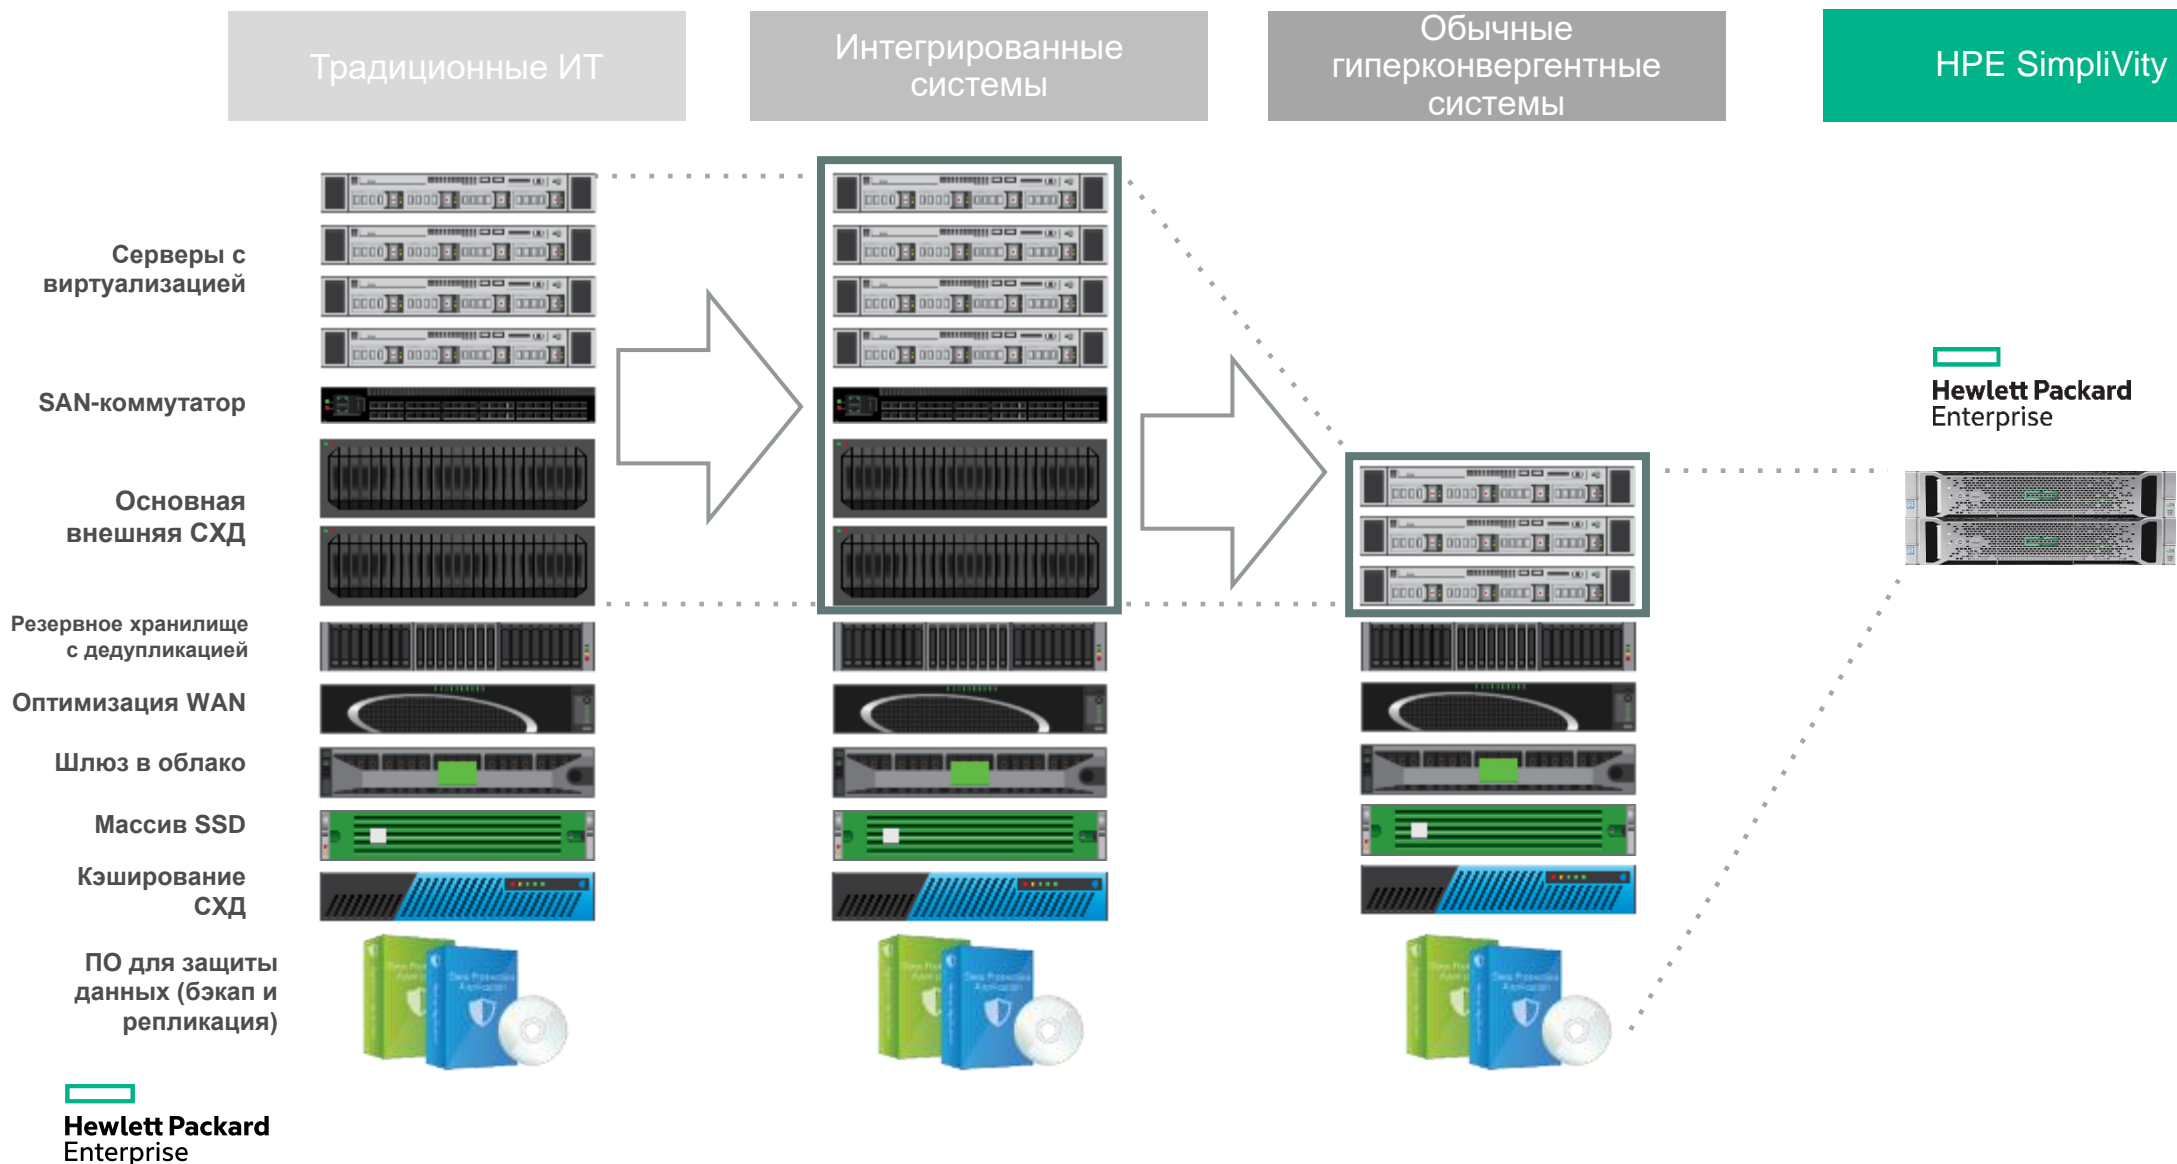 Традиционные ИТ
Интегрированные
системы
Обычные
гиперконвергентные
системы
HPE SimpliVity
Серверы с
виртуализацией
SAN-коммутатор
Основная
внешняя СХД
Резервное хранилище
с дедупликацией
Оптимизация WAN
Шлюз в облако
Массив SSD
Кэширование
СХД
ПО для защиты
данных (бэкап и
репликация)
Hewlett Packard
Enterprise
Hewlett Packard
Enterprise